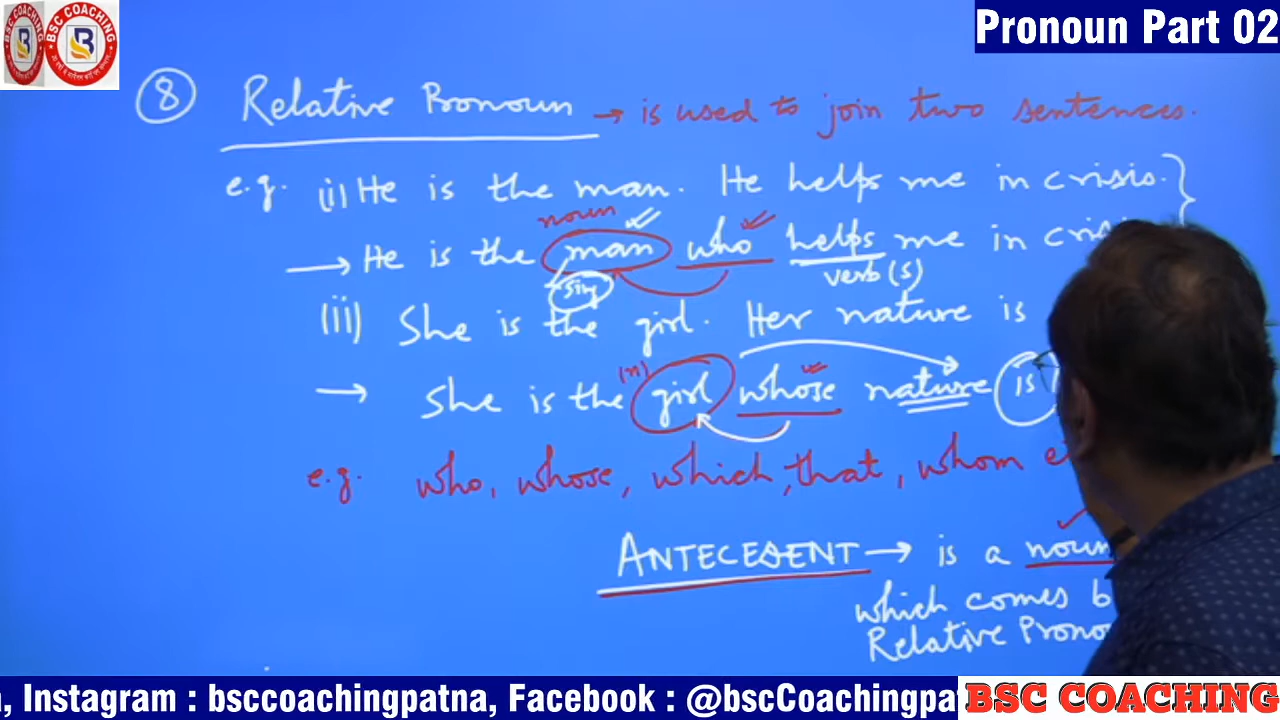 BSC COACHING
BSC COACHING
Pronoun Part 02
8 Relative Pronoun → is used to join two sentences.
e.g. (i) He is the man. He helps me in crisis.
noun
→ He is the man who helps me in
sing verb (s)
(ii) She is the girl. Her nature is
(n)
→ She is the girl whose nature is
e.g. who, whose, which, that, whom
ANTECEDENT → is a noun
which comes
Relative
, Instagram : bsccoachingpatna, Facebook : @bscCoachingpat
BSC COACHING